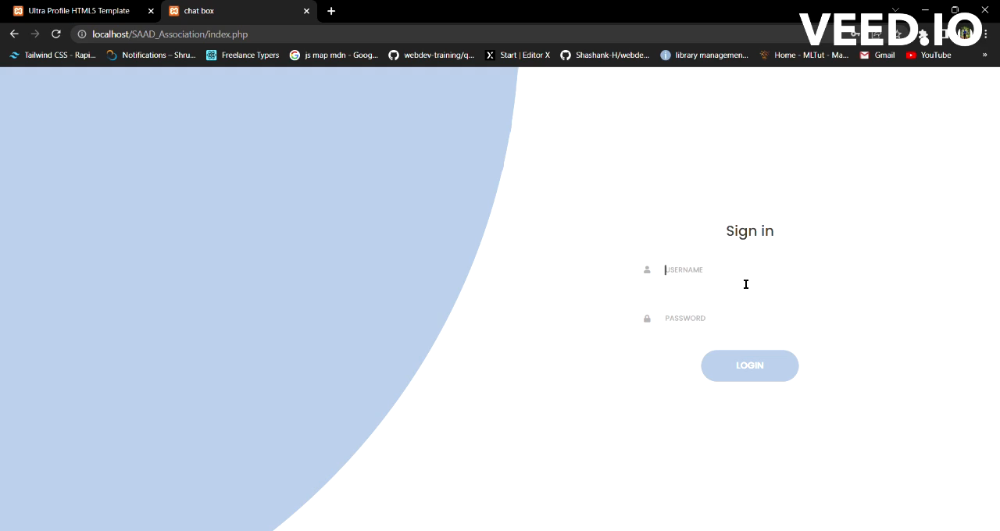 Ultra Profile HTML5 Template
chat box
VEED.IO
localhost/SAAD_Association/index.php
Tailwind CSS - Rapi...
Notifications – Shru...
Freelance Typers
js map mdn - Goog...
webdev-training/q...
Start | Editor X
Shashank-H/webde...
library managemen...
Home - MLTut - Ma...
Gmail
YouTube
»
Sign in
USERNAME
PASSWORD
LOGIN